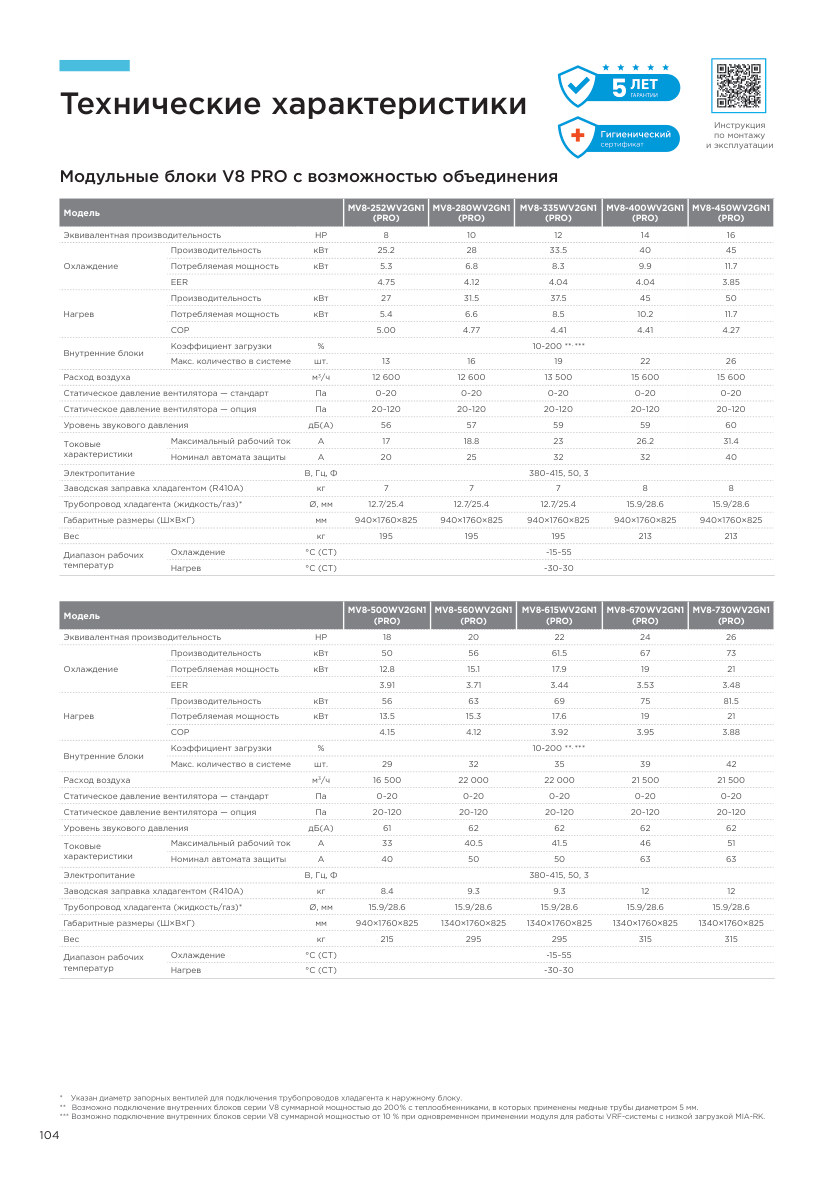 Технические характеристики
5 ЛЕТ
ГАРАНТИИ
Гигиенический
сертификат
Инструкция
по монтажу
и эксплуатации
Модульные блоки V8 PRO с возможностью объединения
Модель MV8-252WV2GN1 (PRO) MV8-280WV2GN1 (PRO) MV8-335WV2GN1 (PRO) MV8-400WV2GN1 (PRO) MV8-450WV2GN1 (PRO)
Эквивалентная производительность HP 8 10 12 14 16
Охлаждение Производительность кВт 25.2 28 33.5 40 45
Потребляемая мощность кВт 5.3 6.8 8.3 9.9 11.7
EER 4.75 4.12 4.04 4.04 3.85
Нагрев Производительность кВт 27 31.5 37.5 45 50
Потребляемая мощность кВт 5.4 6.6 8.5 10.2 11.7
COP 5.00 4.77 4.41 4.41 4.27
Внутренние блоки Коэффициент загрузки % 10-200 **,***
Макс. количество в системе шт. 13 16 19 22 26
Расход воздуха м³/ч 12 600 12 600 13 500 15 600 15 600
Статическое давление вентилятора — стандарт Па 0–20 0–20 0–20 0–20 0–20
Статическое давление вентилятора — опция Па 20–120 20–120 20–120 20–120 20–120
Уровень звукового давления дБ(А) 56 57 59 59 60
Токовые характеристики Максимальный рабочий ток А 17 18.8 23 26.2 31.4
Номинал автомата защиты А 20 25 32 32 40
Электропитание В, Гц, Ф 380–415, 50, 3
Заводская заправка хладагентом (R410A) кг 7 7 7 8 8
Трубопровод хладагента (жидкость/газ)* Ø, мм 12.7/25.4 12.7/25.4 12.7/25.4 15.9/28.6 15.9/28.6
Габаритные размеры (Ш×В×Г) мм 940×1760×825 940×1760×825 940×1760×825 940×1760×825 940×1760×825
Вес кг 195 195 195 213 213
Диапазон рабочих температур Охлаждение °C (СТ) -15–55
Нагрев °C (СТ) -30–30
Модель MV8-500WV2GN1 (PRO) MV8-560WV2GN1 (PRO) MV8-615WV2GN1 (PRO) MV8-670WV2GN1 (PRO) MV8-730WV2GN1 (PRO)
Эквивалентная производительность HP 18 20 22 24 26
Охлаждение Производительность кВт 50 56 61.5 67 73
Потребляемая мощность кВт 12.8 15.1 17.9 19 21
EER 3.91 3.71 3.44 3.53 3.48
Нагрев Производительность кВт 56 63 69 75 81.5
Потребляемая мощность кВт 13.5 15.3 17.6 19 21
COP 4.15 4.12 3.92 3.95 3.88
Внутренние блоки Коэффициент загрузки % 10-200 **,***
Макс. количество в системе шт. 29 32 35 39 42
Расход воздуха м³/ч 16 500 22 000 22 000 21 500 21 500
Статическое давление вентилятора — стандарт Па 0–20 0–20 0–20 0–20 0–20
Статическое давление вентилятора — опция Па 20–120 20–120 20–120 20–120 20–120
Уровень звукового давления дБ(А) 61 62 62 62 62
Токовые характеристики Максимальный рабочий ток А 33 40.5 41.5 46 51
Номинал автомата защиты А 40 50 50 63 63
Электропитание В, Гц, Ф 380–415, 50, 3
Заводская заправка хладагентом (R410A) кг 8.4 9.3 9.3 12 12
Трубопровод хладагента (жидкость/газ)* Ø, мм 15.9/28.6 15.9/28.6 15.9/28.6 15.9/28.6 15.9/28.6
Габаритные размеры (Ш×В×Г) мм 940×1760×825 1340×1760×825 1340×1760×825 1340×1760×825 1340×1760×825
Вес кг 215 295 295 315 315
Диапазон рабочих температур Охлаждение °C (СТ) -15–55
Нагрев °C (СТ) -30–30
* Указан диаметр запорных вентилей для подключения трубопроводов хладагента к наружному блоку.
** Возможно подключение внутренних блоков серии V8 суммарной мощностью до 200% с теплообменниками, в которых применены медные трубы диаметром 5 мм.
*** Возможно подключение внутренних блоков серии V8 суммарной мощностью от 10 % при одновременном применении модуля для работы VRF-системы с низкой загрузкой MIA-RK.
104